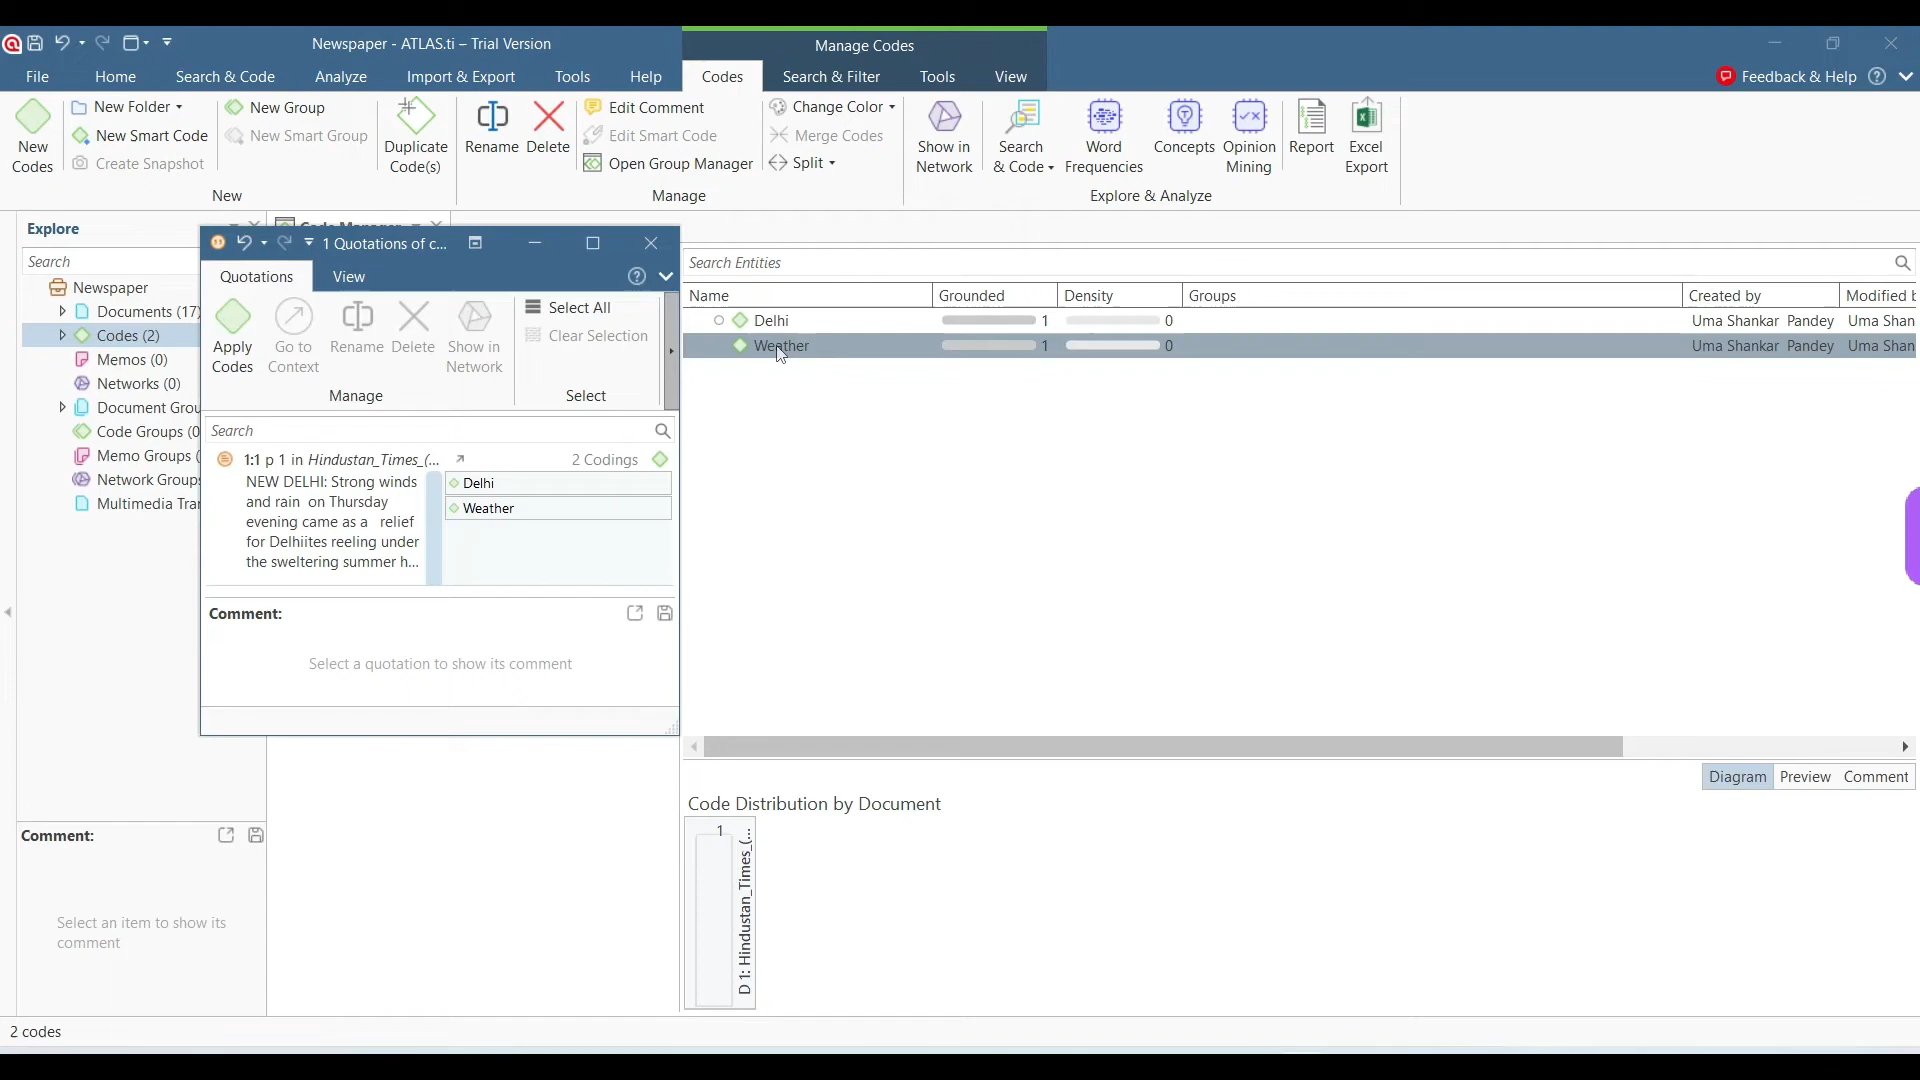 Newspaper - ATLAS.ti – Trial Version
Manage Codes
File Home Search & Code Analyze Import & Export Tools Help Codes Search & Filter Tools View Feedback & Help
New Codes
New Folder
New Smart Code
Create Snapshot
New Group
New Smart Group
Duplicate Code(s)
Rename
Delete
Edit Comment
Edit Smart Code
Open Group Manager
Change Color
Merge Codes
Split
Show in Network
Search & Code
Word Frequencies
Concepts
Opinion Mining
Report
Excel Export
New
Manage
Explore & Analyze
Explore
Code Manager
Search
Newspaper
Documents (17)
Codes (2)
Memos (0)
Networks (0)
Document Grou
Code Groups (0
Memo Groups (
Network Groups
Multimedia Tran
1 Quotations of c...
Quotations View
Apply Codes
Go to Context
Rename
Delete
Show in Network
Select All
Clear Selection
Manage
Select
Search
1:1 p 1 in Hindustan_Times_(... 2 Codings
NEW DELHI: Strong winds
and rain on Thursday
evening came as a relief
for Delhiites reeling under
the sweltering summer h...
Delhi
Weather
Comment:
Select a quotation to show its comment
Search Entities
Name Grounded Density Groups Created by Modified b
Delhi 1 0 Uma Shankar Pandey Uma Shan
Weather 1 0 Uma Shankar Pandey Uma Shan
Diagram Preview Comment
Code Distribution by Document
1
D 1: Hindustan_Times_(...
Comment:
Select an item to show its
comment
2 codes